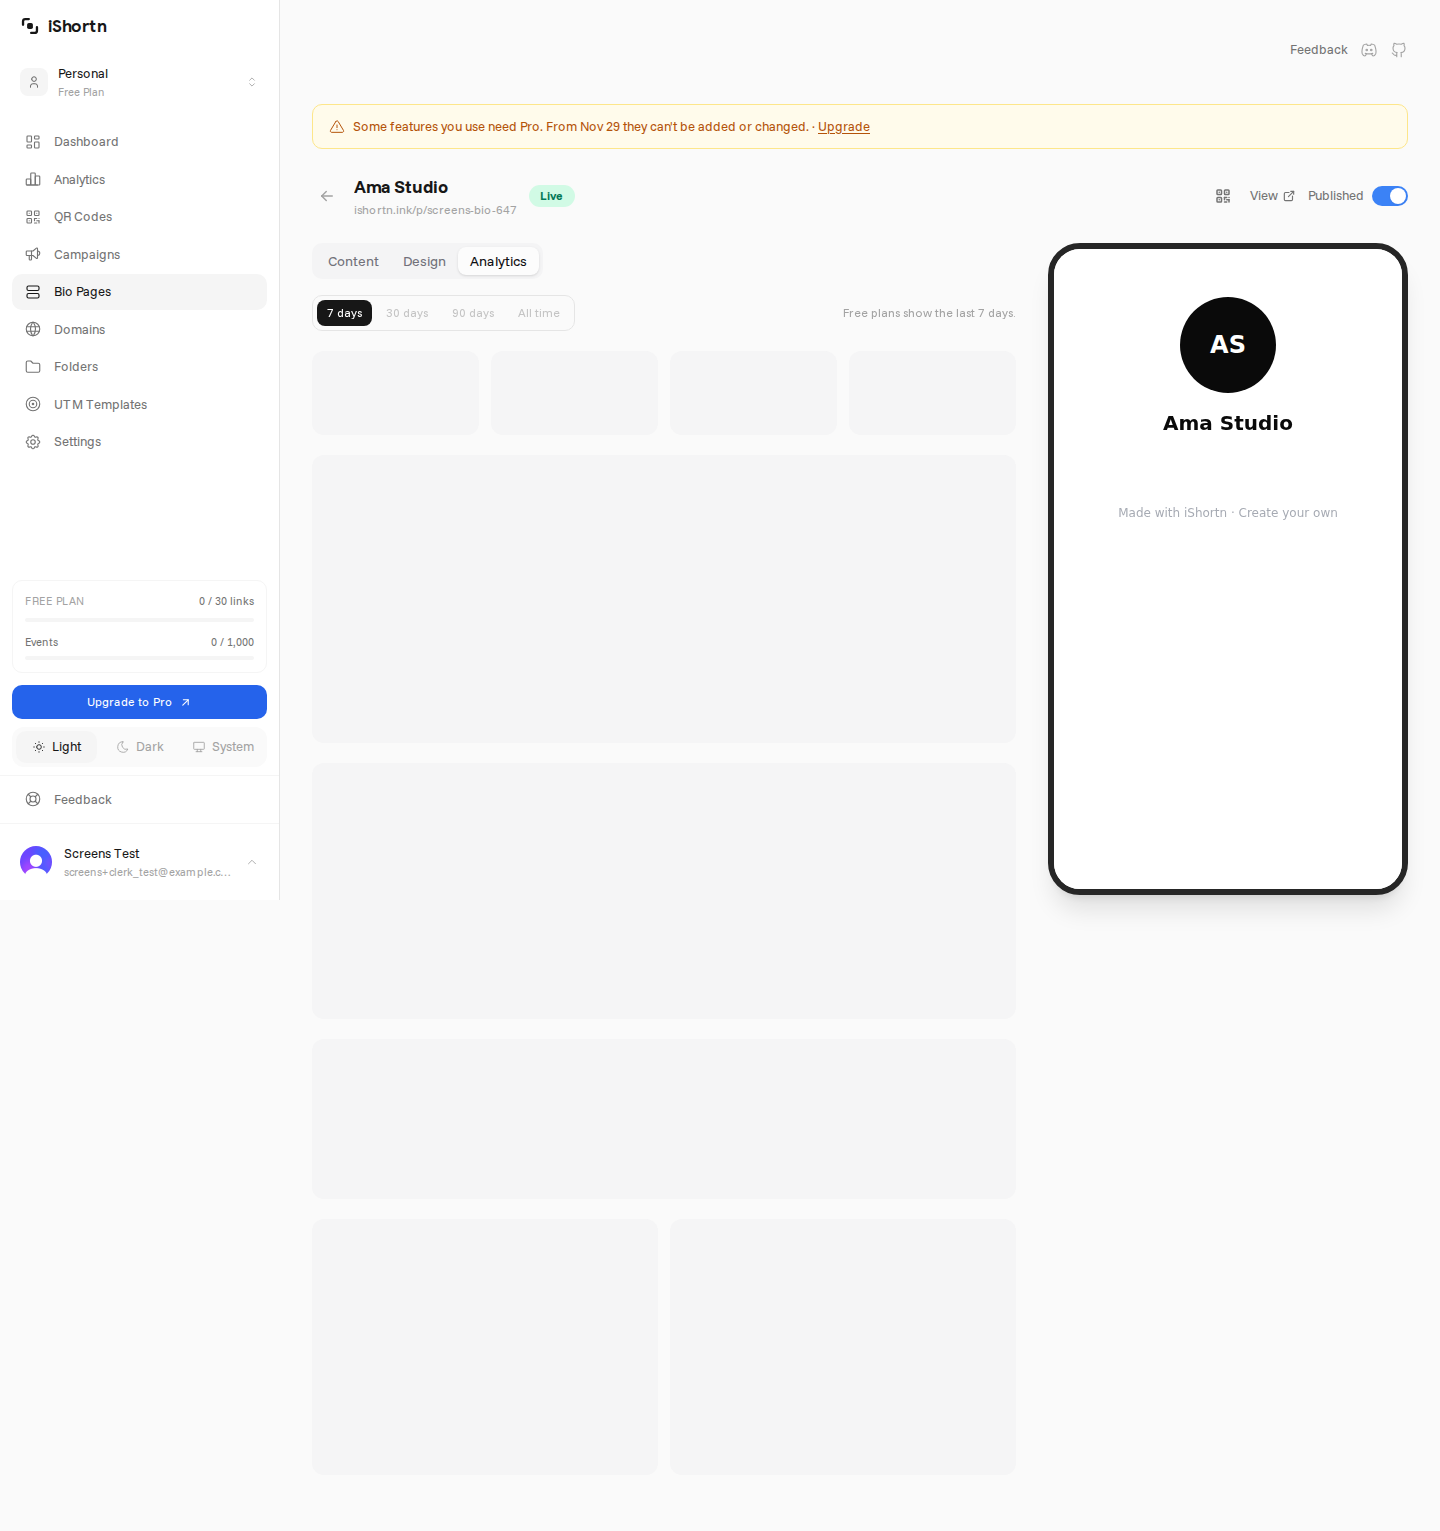 iShortn
Personal
Free Plan
Dashboard
Analytics
QR Codes
Campaigns
Bio Pages
Domains
Folders
UTM Templates
Settings
FREE PLAN 0 / 30 links
Events 0 / 1,000
Upgrade to Pro
Light Dark System
Feedback
Screens Test
screens+clerk_test@example.c...
Feedback
Some features you use need Pro. From Nov 29 they can't be added or changed. · Upgrade
Ama Studio
ishortn.ink/p/screens-bio-647
Live
View Published
Content Design Analytics
7 days 30 days 90 days All time
Free plans show the last 7 days.
AS
Ama Studio
Made with iShortn · Create your own